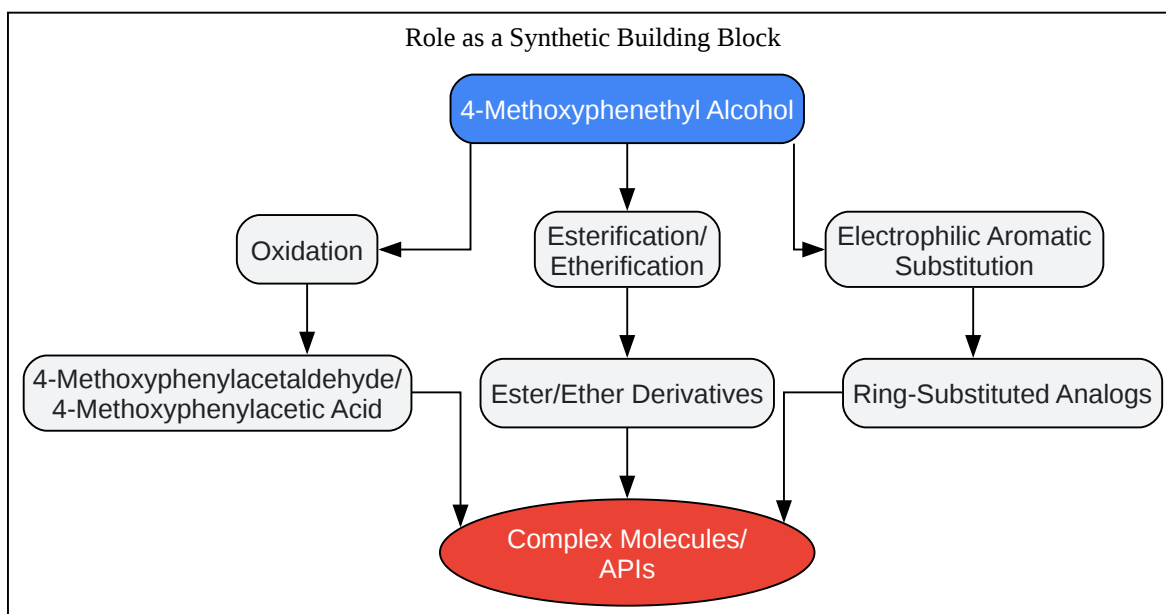 Role as a Synthetic Building Block
4-Methoxyphenethyl Alcohol
Oxidation
Esterification/
Etherification
Electrophilic Aromatic
Substitution
4-Methoxyphenylacetaldehyde/
4-Methoxyphenylacetic Acid
Ester/Ether Derivatives
Ring-Substituted Analogs
Complex Molecules/
APIs